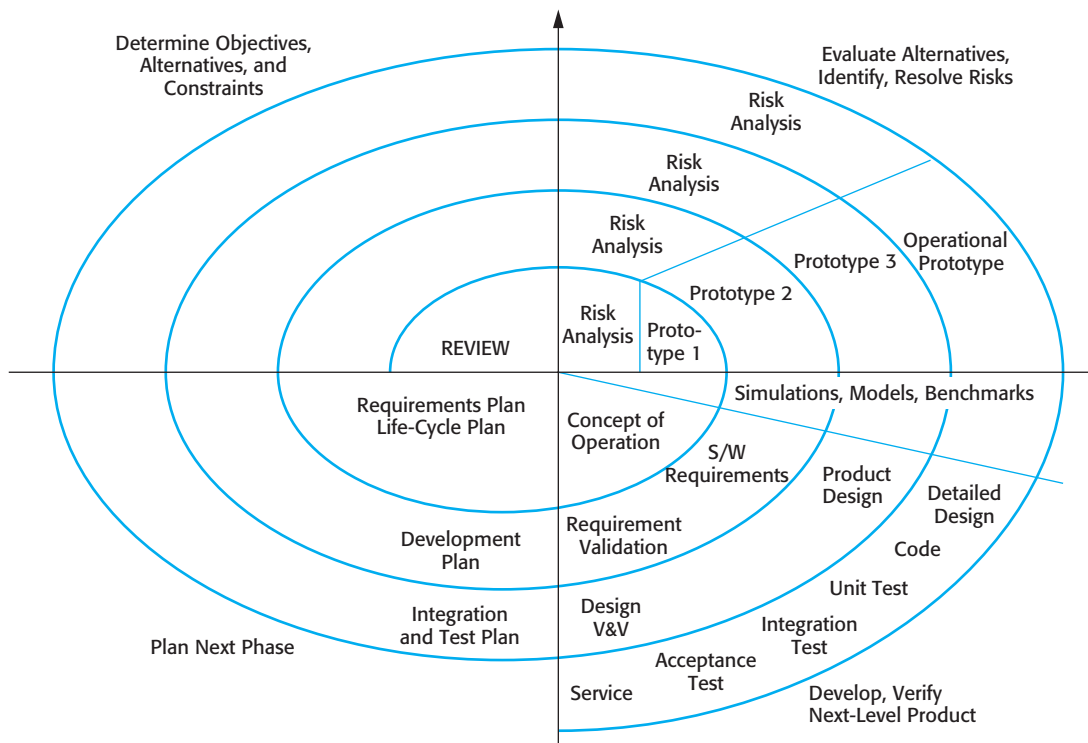 Determine Objectives,
Alternatives, and
Constraints
Evaluate Alternatives,
Identify, Resolve Risks
Risk
Analysis
Risk
Analysis
Risk
Analysis
Risk
Analysis
Proto-
type 1
Prototype 2
Prototype 3
Operational
Prototype
REVIEW
Requirements Plan
Life-Cycle Plan
Concept of
Operation
Simulations, Models, Benchmarks
S/W
Requirements
Product
Design
Detailed
Design
Development
Plan
Requirement
Validation
Code
Unit Test
Integration
and Test Plan
Design
V&V
Integration
Test
Plan Next Phase
Acceptance
Test
Service
Develop, Verify
Next-Level Product